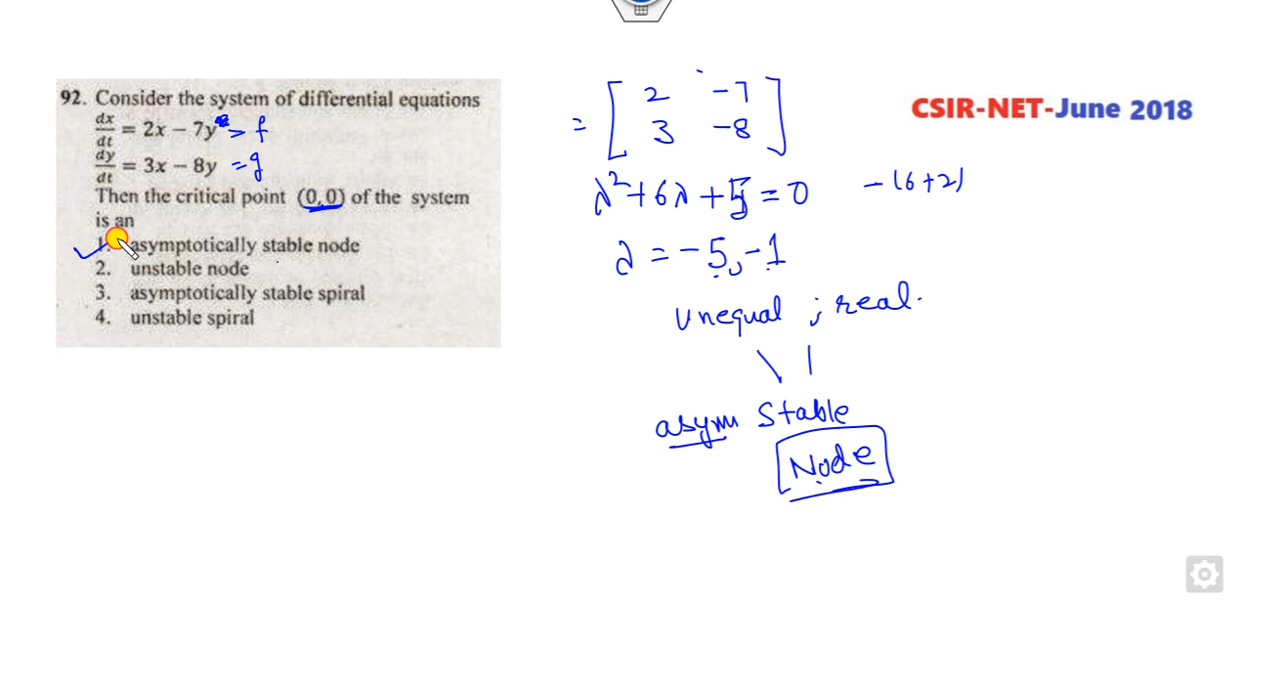 CSIR-NET-June 2018
92. Consider the system of differential equations
dx/dt = 2x − 7y = f
dy/dt = 3x − 8y = g
Then the critical point (0,0) of the system
is an
1. asymptotically stable node
2. unstable node
3. asymptotically stable spiral
4. unstable spiral
= [ 2 -7
3 -8 ]
λ²+6λ+5=0
-16+21
λ = -5, -1
unequal ; real.
asym Stable
Node